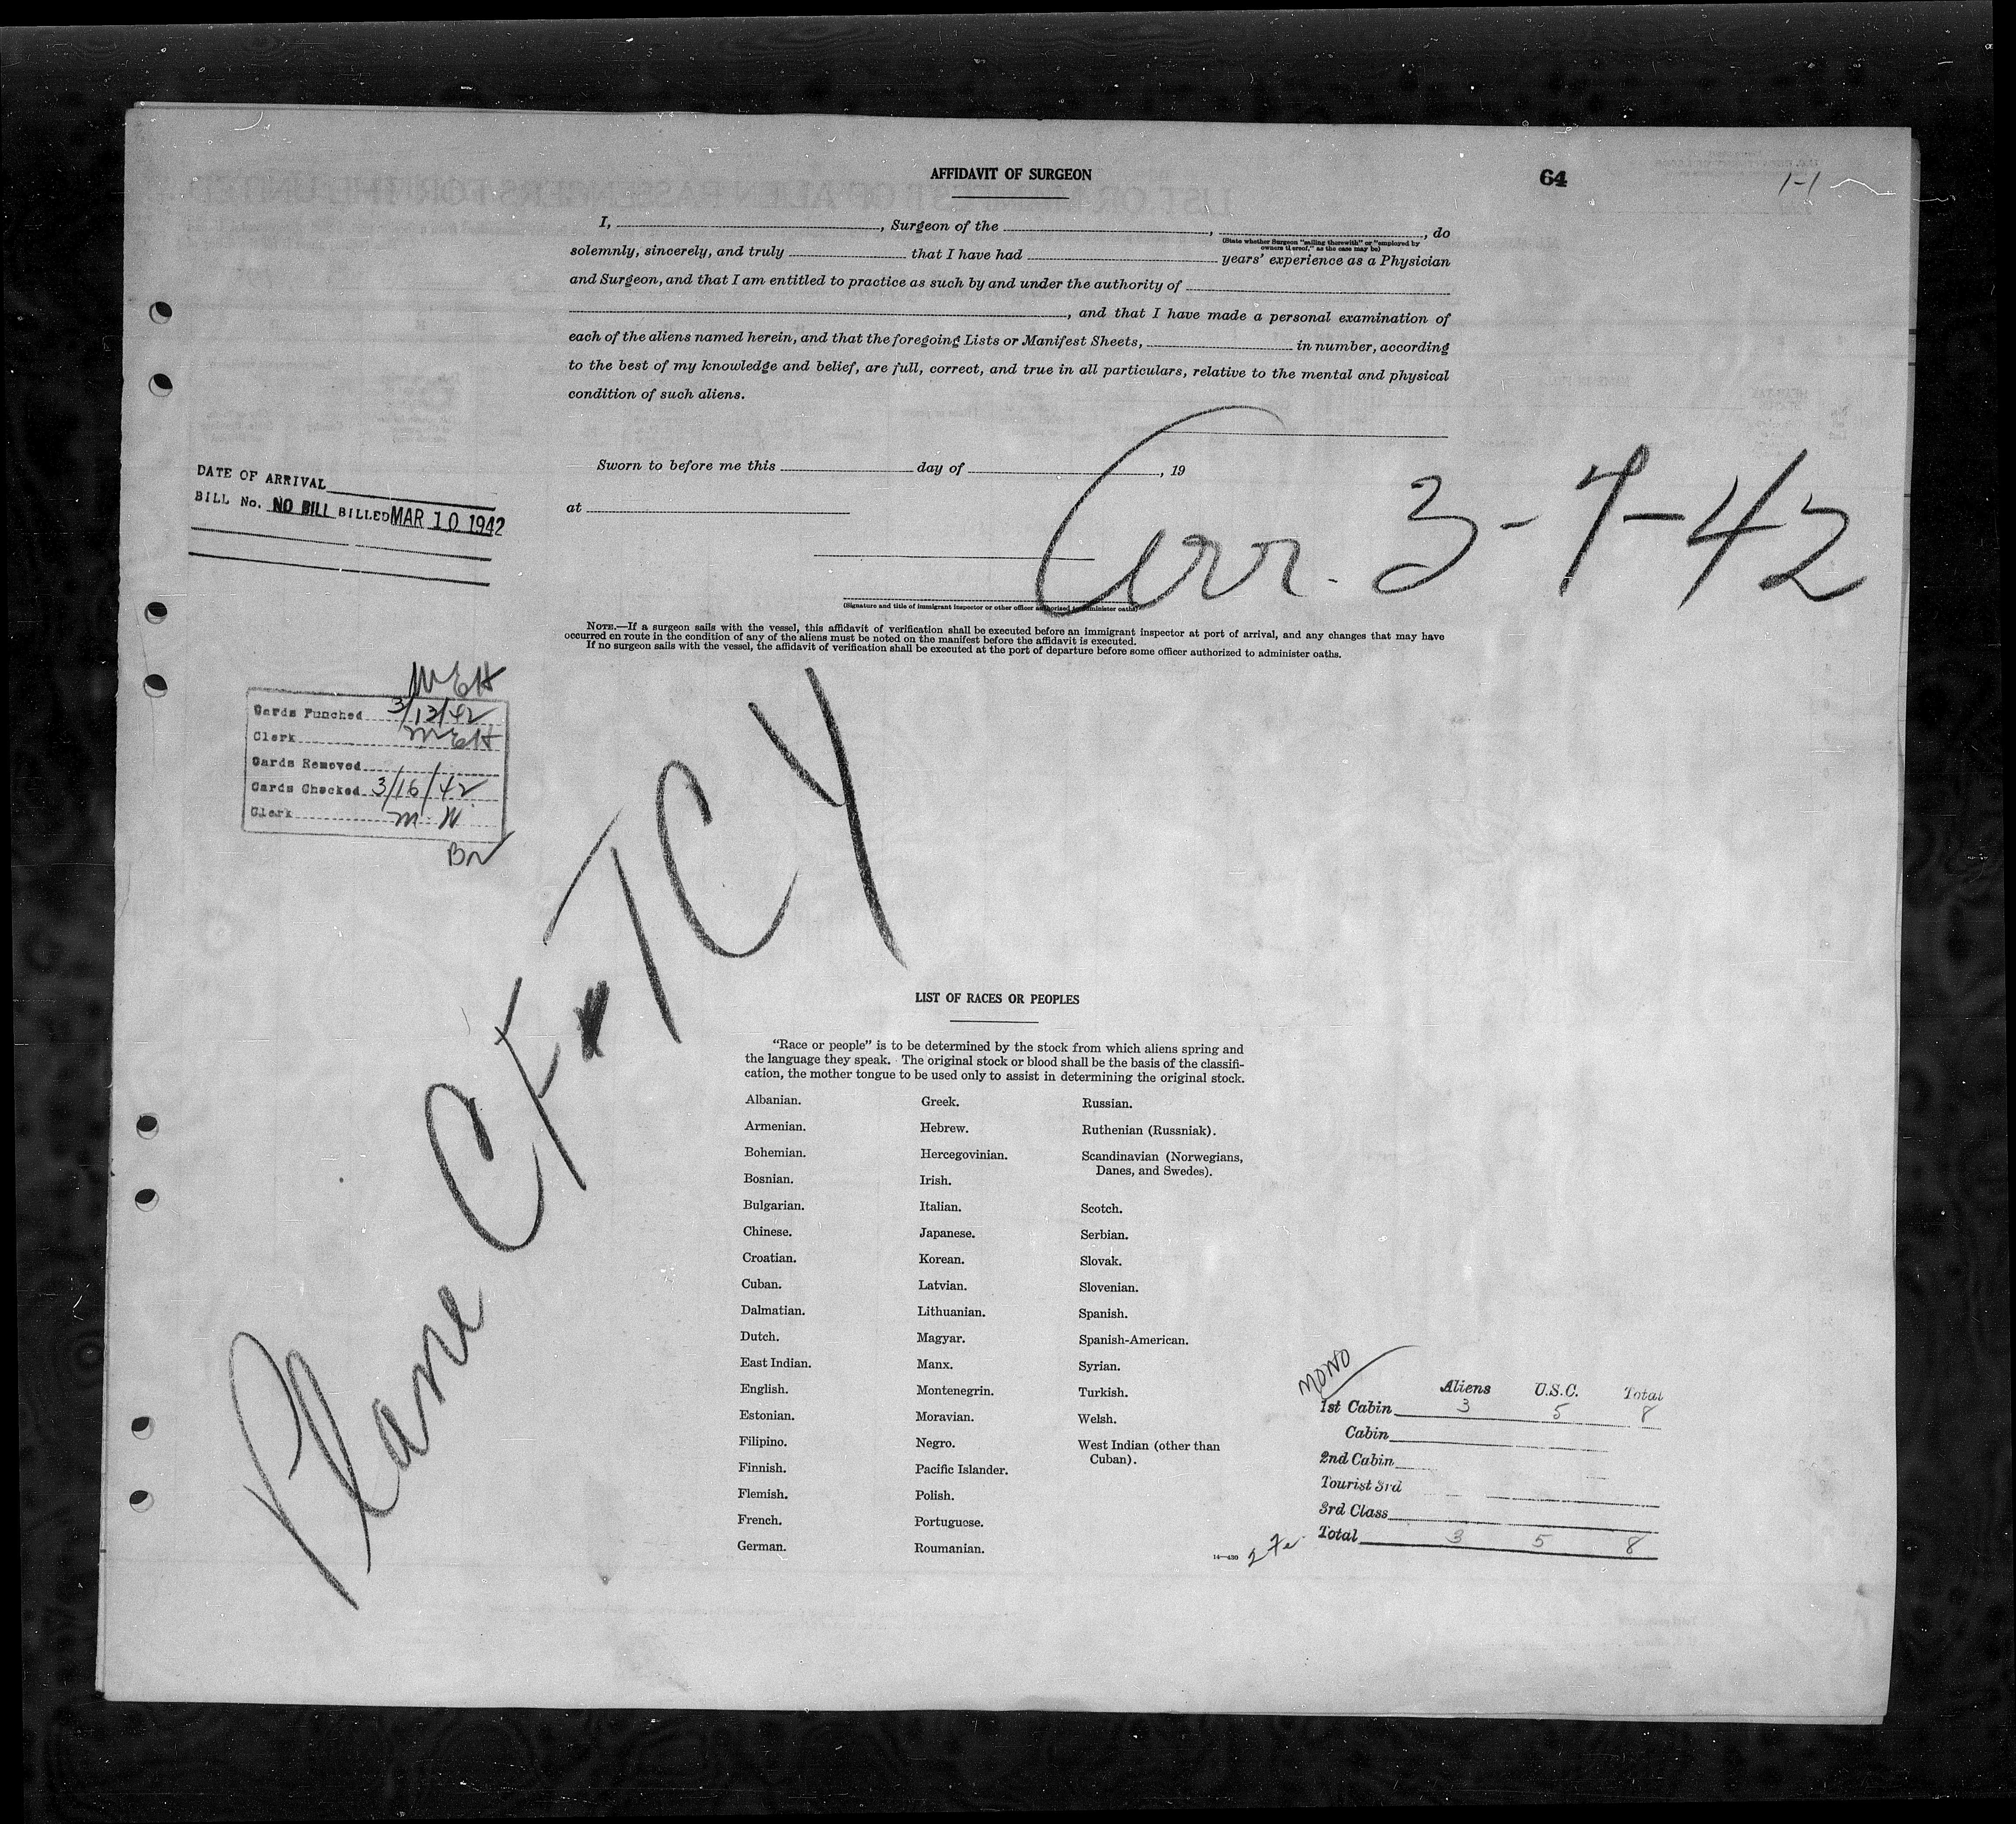 AFFIDAVIT OF SURGEON
64
1-1
I, , Surgeon of the , , do
(State whether Surgeon "sailing therewith" or "employed by owners thereof," as the case may be)
solemnly, sincerely, and truly that I have had years' experience as a Physician
and Surgeon, and that I am entitled to practice as such by and under the authority of
, and that I have made a personal examination of
each of the aliens named herein, and that the foregoing Lists or Manifest Sheets, in number, according
to the best of my knowledge and belief, are full, correct, and true in all particulars, relative to the mental and physical
condition of such aliens.
Sworn to before me this day of , 19
at
Arr. 3-7-42
(Signature and title of immigrant inspector or other officer authorized to administer oaths)
NOTE.—If a surgeon sails with the vessel, this affidavit of verification shall be executed before an immigrant inspector at port of arrival, and any changes that may have
occurred en route in the condition of any of the aliens must be noted on the manifest before the affidavit is executed.
If no surgeon sails with the vessel, the affidavit of verification shall be executed at the port of departure before some officer authorized to administer oaths.
DATE OF ARRIVAL
BILL No. NO BILL BILLED MAR 10 1942
MEH
Cards Punched 3/13/42
Clerk MEH
Cards Removed
Cards Checked 3/16/42
Clerk M. W.
Plane CF-TCY
LIST OF RACES OR PEOPLES
"Race or people" is to be determined by the stock from which aliens spring and
the language they speak. The original stock or blood shall be the basis of the classifi-
cation, the mother tongue to be used only to assist in determining the original stock.
Albanian.
Armenian.
Bohemian.
Bosnian.
Bulgarian.
Chinese.
Croatian.
Cuban.
Dalmatian.
Dutch.
East Indian.
English.
Estonian.
Filipino.
Finnish.
Flemish.
French.
German.
Greek.
Hebrew.
Hercegovinian.
Irish.
Italian.
Japanese.
Korean.
Latvian.
Lithuanian.
Magyar.
Manx.
Montenegrin.
Moravian.
Negro.
Pacific Islander.
Polish.
Portuguese.
Roumanian.
Russian.
Ruthenian (Russniak).
Scandinavian (Norwegians,
Danes, and Swedes).
Scotch.
Serbian.
Slovak.
Slovenian.
Spanish.
Spanish-American.
Syrian.
Turkish.
Welsh.
West Indian (other than
Cuban).
14—430
MONO
Aliens U.S.C. Total
1st Cabin 3 5 8
Cabin
2nd Cabin
Tourist 3rd
3rd Class
Total 3 5 8